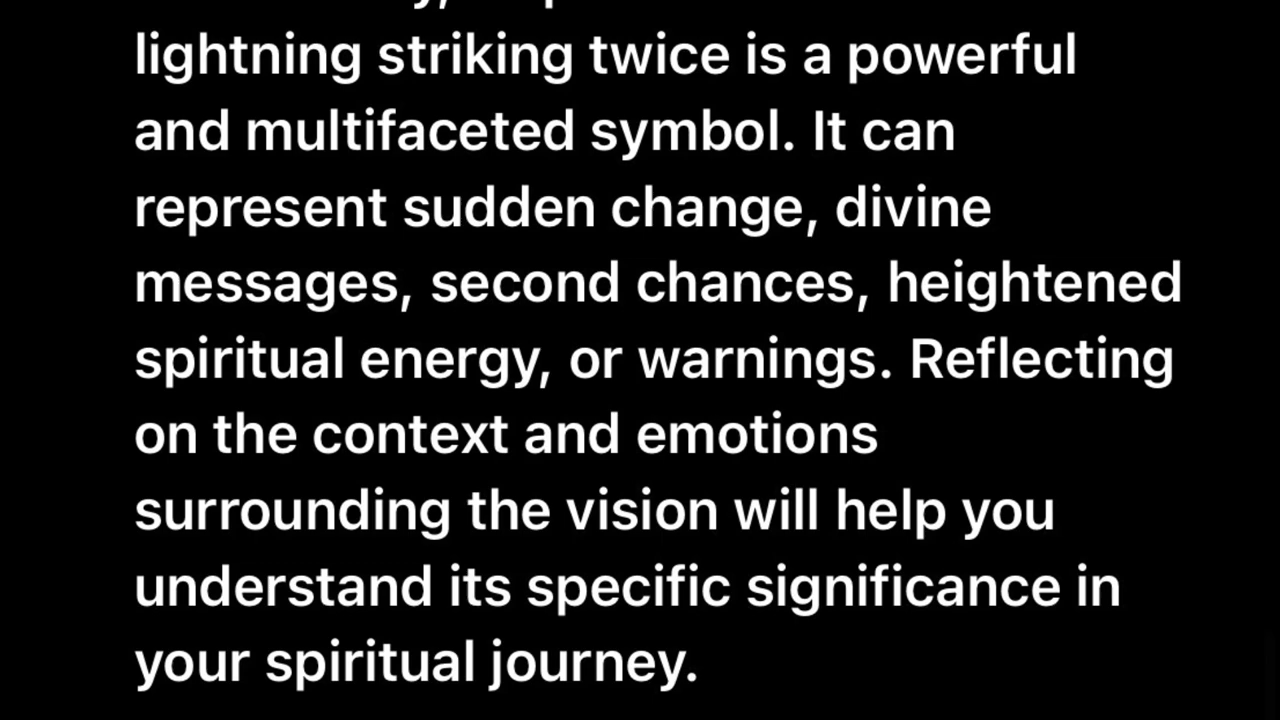 lightning striking twice is a powerful
and multifaceted symbol. It can
represent sudden change, divine
messages, second chances, heightened
spiritual energy, or warnings. Reflecting
on the context and emotions
surrounding the vision will help you
understand its specific significance in
your spiritual journey.